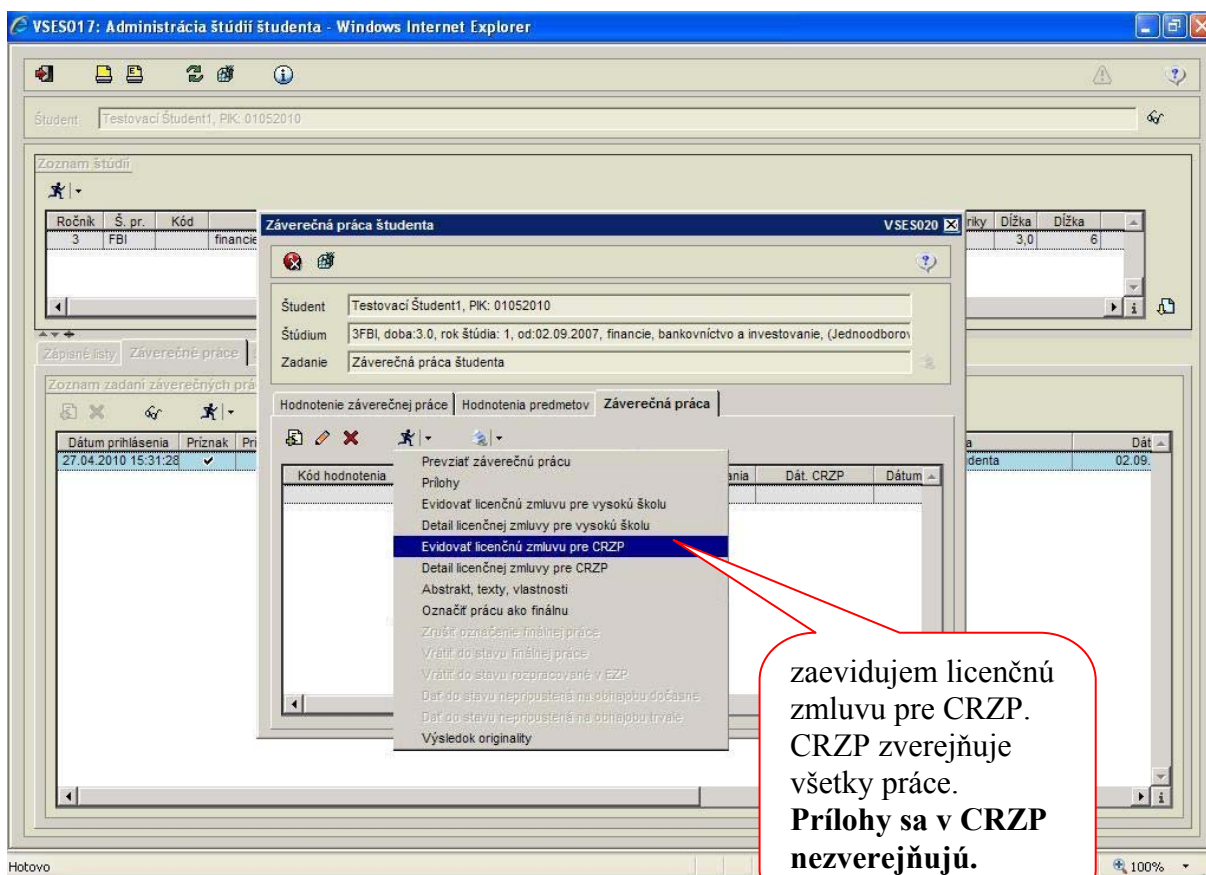 VSES017: Administrácia štúdií študenta - Windows Internet Explorer
Študent: Testovací Študent1, PIK: 01052010
Zoznam štúdií
Ročník Š. pr. Kód riky Dĺžka Dĺžka
3 FBI financie 3,0 6
Zápisné listy Záverečné práce
Zoznam zadaní záverečných prá
Dátum prihlásenia Príznak Pri a Dát
27.04.2010 15:31:28 denta 02.09.
Záverečná práca študenta VSES020
Študent Testovací Študent1, PIK: 01052010
Štúdium 3FBI, doba:3.0, rok štúdia: 1, od:02.09.2007, financie, bankovníctvo a investovanie, (Jednoodborov
Zadanie Záverečná práca študenta
Hodnotenie záverečnej práce Hodnotenia predmetov Záverečná práca
Kód hodnotenia ania Dát. CRZP Dátum
Prevziať záverečnú prácu
Prílohy
Evidovať licenčnú zmluvu pre vysokú školu
Detail licenčnej zmluvy pre vysokú školu
Evidovať licenčnú zmluvu pre CRZP
Detail licenčnej zmluvy pre CRZP
Abstrakt, texty, vlastnosti
Označiť prácu ako finálnu
Zrušiť označenie finálnej práce
Vrátiť do stavu finálnej práce
Vrátiť do stavu rozpracované v EZP
Dať do stavu nepripustená na obhajobu dočasne
Dať do stavu nepripustená na obhajobu trvale
Výsledok originality
zaevidujem licenčnú
zmluvu pre CRZP.
CRZP zverejňuje
všetky práce.
Prílohy sa v CRZP
nezverejňujú.
Hotovo 100%